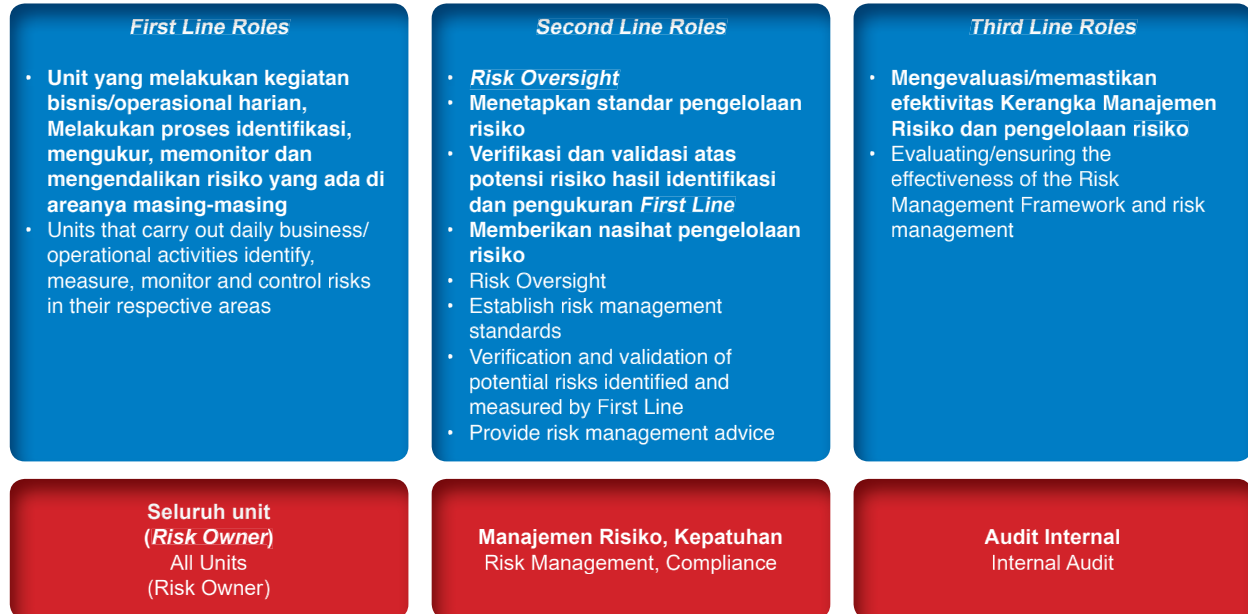 First Line Roles
• Unit yang melakukan kegiatan
bisnis/operasional harian,
Melakukan proses identifikasi,
mengukur, memonitor dan
mengendalikan risiko yang ada di
areanya masing-masing
• Units that carry out daily business/
operational activities identify,
measure, monitor and control risks
in their respective areas
Second Line Roles
• Risk Oversight
• Menetapkan standar pengelolaan
risiko
• Verifikasi dan validasi atas
potensi risiko hasil identifikasi
dan pengukuran First Line
• Memberikan nasihat pengelolaan
risiko
• Risk Oversight
• Establish risk management
standards
• Verification and validation of
potential risks identified and
measured by First Line
• Provide risk management advice
Third Line Roles
• Mengevaluasi/memastikan
efektivitas Kerangka Manajemen
Risiko dan pengelolaan risiko
• Evaluating/ensuring the
effectiveness of the Risk
Management Framework and risk
management
Seluruh unit
(Risk Owner)
All Units
(Risk Owner)
Manajemen Risiko, Kepatuhan
Risk Management, Compliance
Audit Internal
Internal Audit